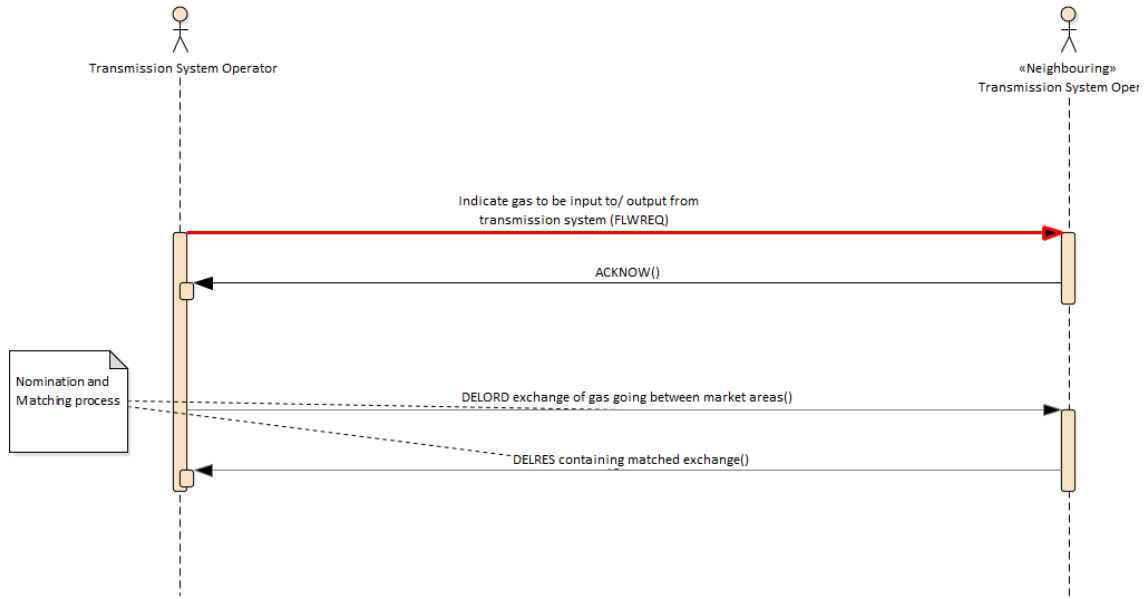 Transmission System Operator
«Neighbouring»
Transmission System Oper
Indicate gas to be input to/ output from
transmission system (FLWREQ)
ACKNOW()
Nomination and
Matching process
DELORD exchange of gas going between market areas()
DELRES containing matched exchange()